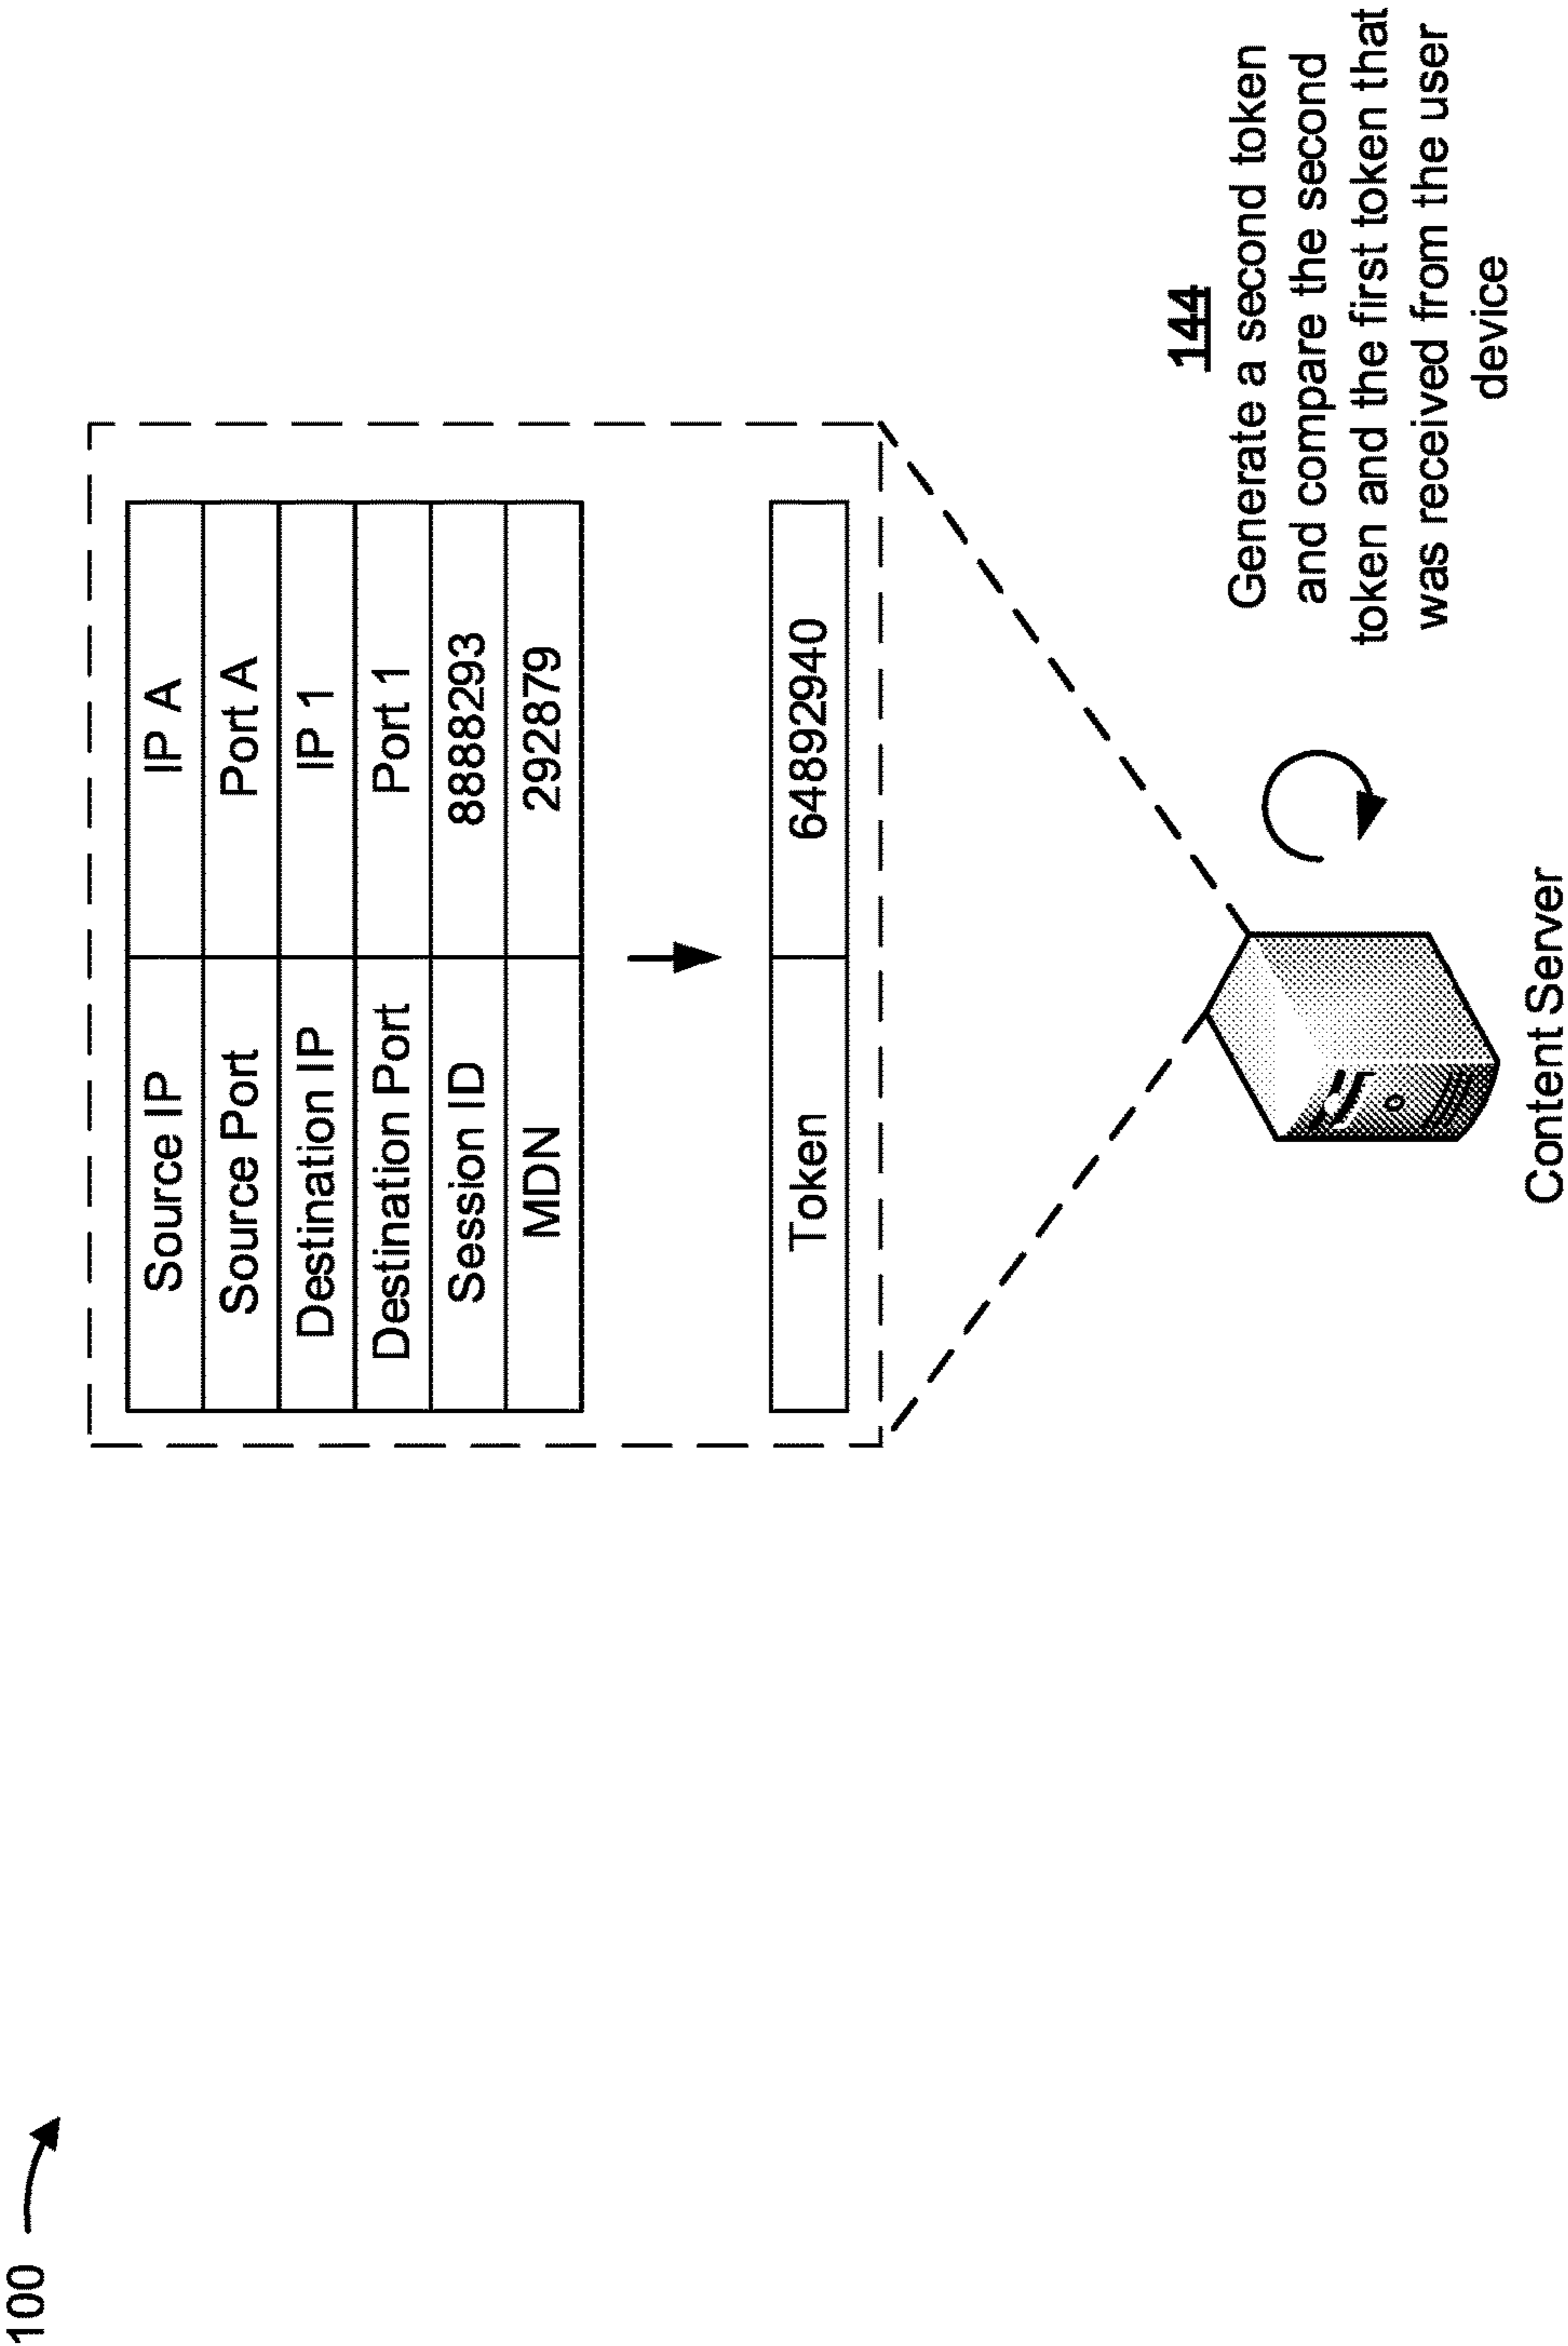 100
Source IP IP A
Source Port Port A
Destination IP IP 1
Destination Port Port 1
Session ID 8888293
MDN 292879
Token 64892940
144
Generate a second token
and compare the second
token and the first token that
was received from the user
device
Content Server